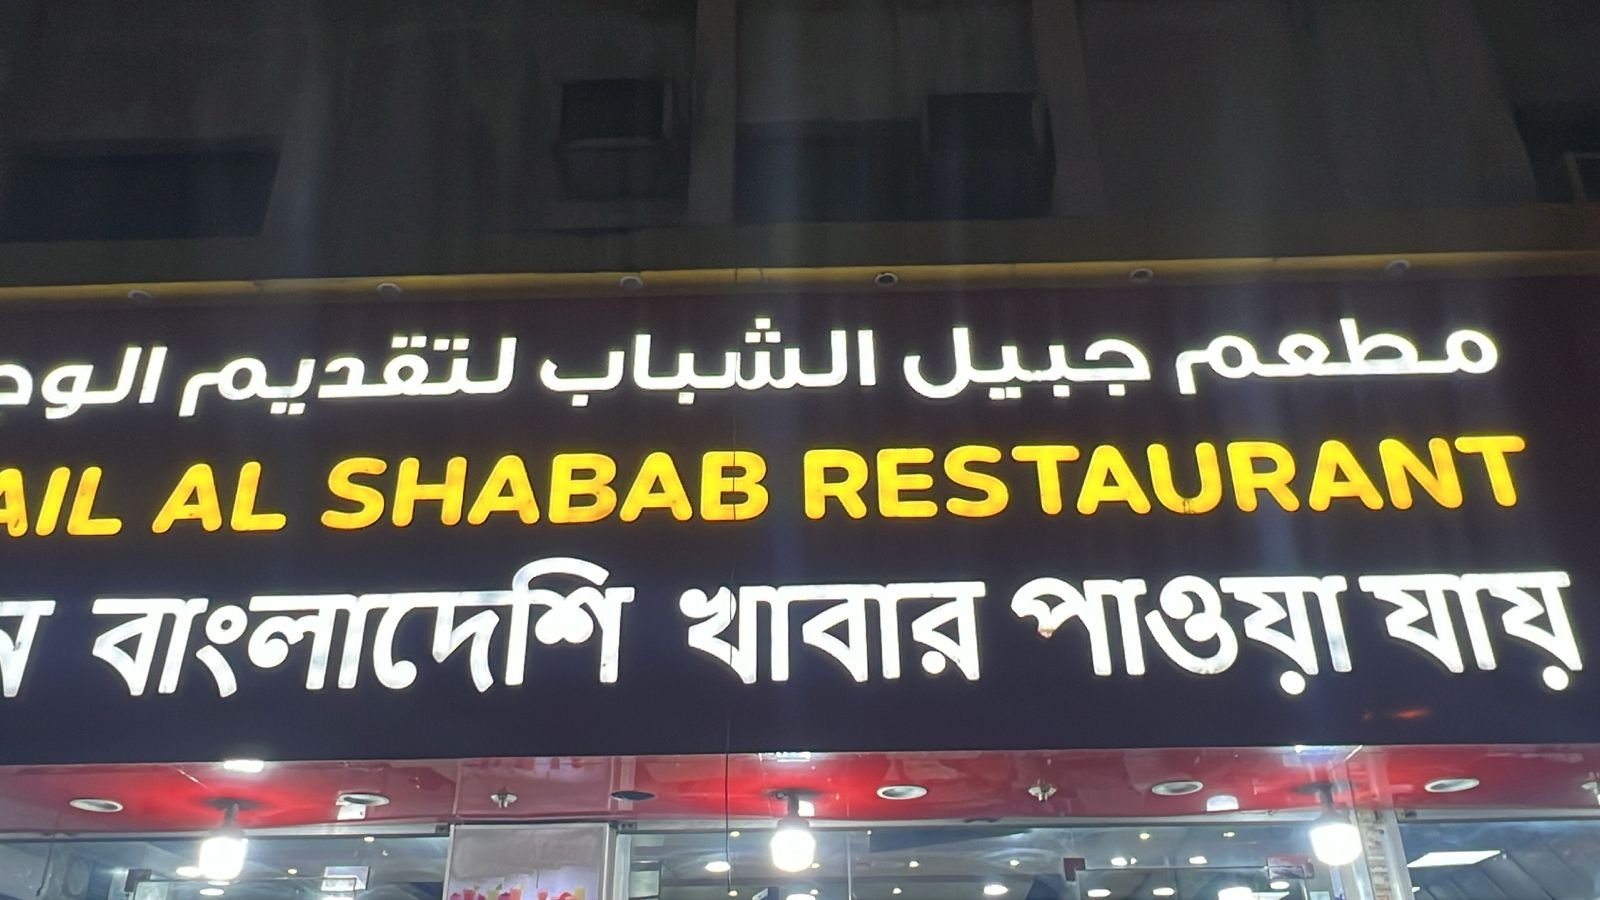 مطعم جبيل الشباب لتقديم
AIL AL SHABAB RESTAURANT
বাংলাদেশি খাবার পাওয়া যায়